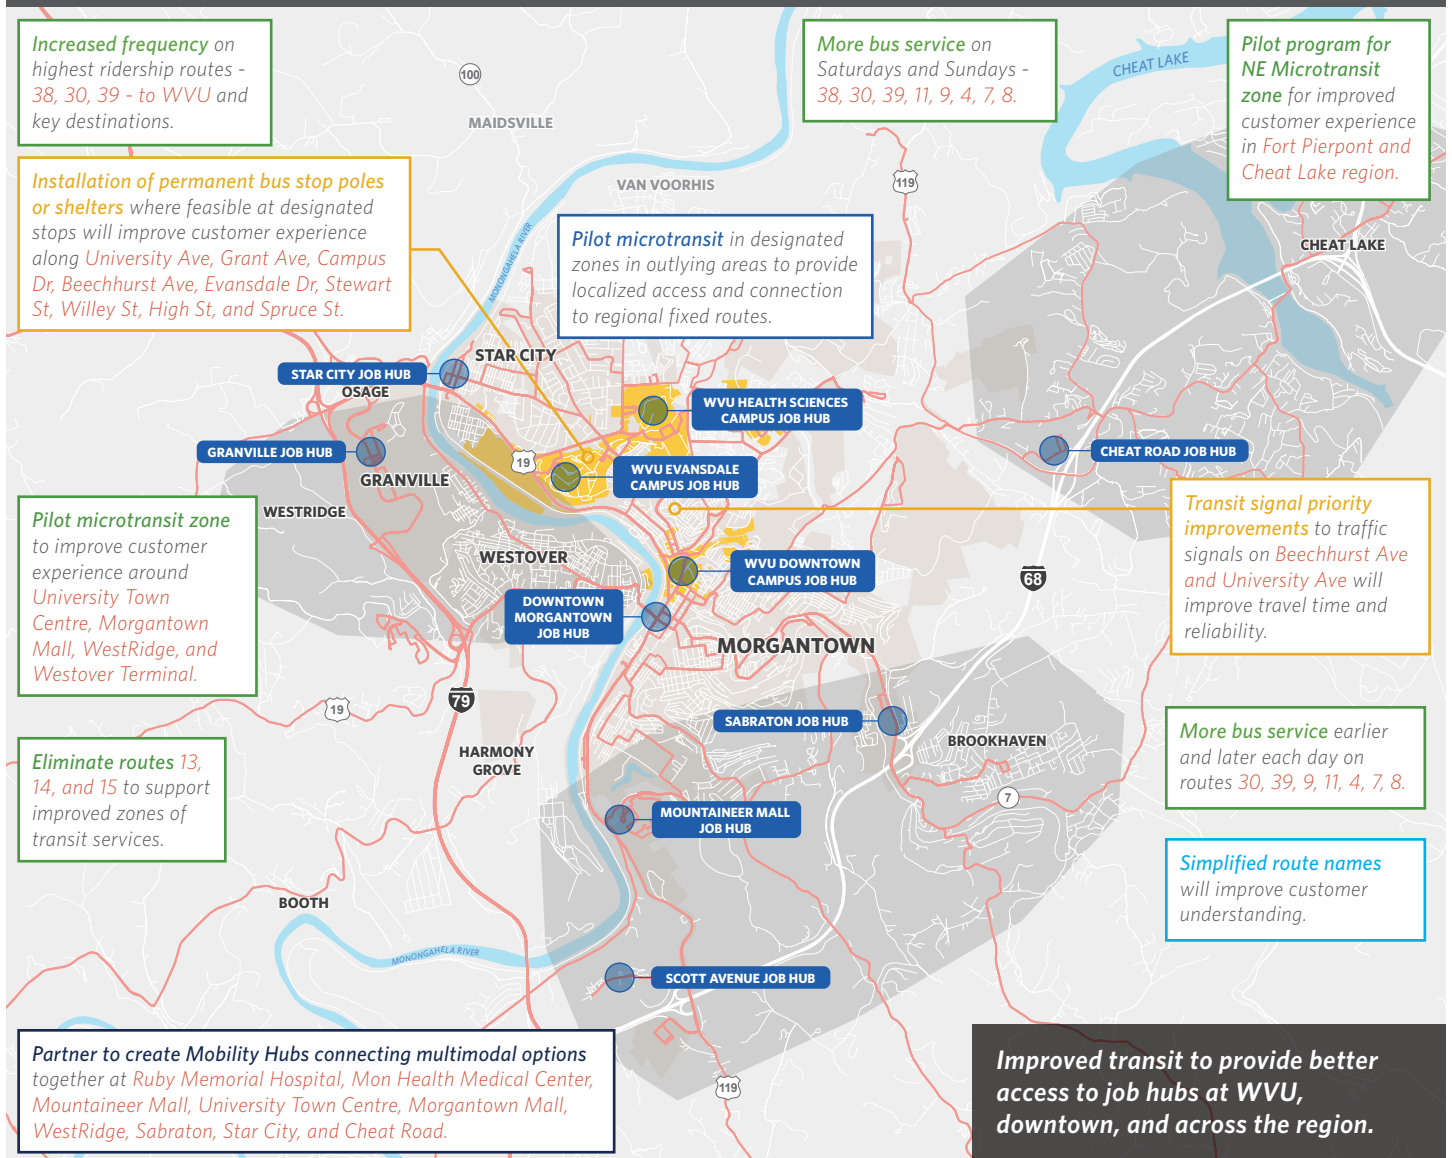 Increased frequency on
highest ridership routes -
38, 30, 39 - to WVU and
key destinations.
100
MAIDSVILLE
More bus service on
Saturdays and Sundays -
38, 30, 39, 11, 9, 4, 7, 8.
CHEAT LAKE
Pilot program for
NE Microtransit
zone for improved
customer experience
in Fort Pierpont and
Cheat Lake region.
Installation of permanent bus stop poles
or shelters where feasible at designated
stops will improve customer experience
along University Ave, Grant Ave, Campus
Dr, Beechhurst Ave, Evansdale Dr, Stewart
St, Willey St, High St, and Spruce St.
VAN VOORHIS
119
MONONGAHELA RIVER
Pilot microtransit in designated
zones in outlying areas to provide
localized access and connection
to regional fixed routes.
CHEAT LAKE
STAR CITY
STAR CITY JOB HUB
OSAGE
WVU HEALTH SCIENCES
CAMPUS JOB HUB
GRANVILLE JOB HUB
GRANVILLE
19
WVU EVANSDALE
CAMPUS JOB HUB
CHEAT ROAD JOB HUB
Pilot microtransit zone
to improve customer
experience around
University Town
Centre, Morgantown
Mall, WestRidge, and
Westover Terminal.
WESTRIDGE
WESTOVER
WVU DOWNTOWN
CAMPUS JOB HUB
68
Transit signal priority
improvements to traffic
signals on Beechhurst Ave
and University Ave will
improve travel time and
reliability.
DOWNTOWN
MORGANTOWN
JOB HUB
MORGANTOWN
79
19
SABRATON JOB HUB
BROOKHAVEN
HARMONY
GROVE
More bus service earlier
and later each day on
routes 30, 39, 9, 11, 4, 7, 8.
Eliminate routes 13,
14, and 15 to support
improved zones of
transit services.
7
MOUNTAINEER MALL
JOB HUB
Simplified route names
will improve customer
understanding.
BOOTH
MONONGAHELA RIVER
SCOTT AVENUE JOB HUB
Partner to create Mobility Hubs connecting multimodal options
together at Ruby Memorial Hospital, Mon Health Medical Center,
Mountaineer Mall, University Town Centre, Morgantown Mall,
WestRidge, Sabraton, Star City, and Cheat Road.
119
Improved transit to provide better
access to job hubs at WVU,
downtown, and across the region.